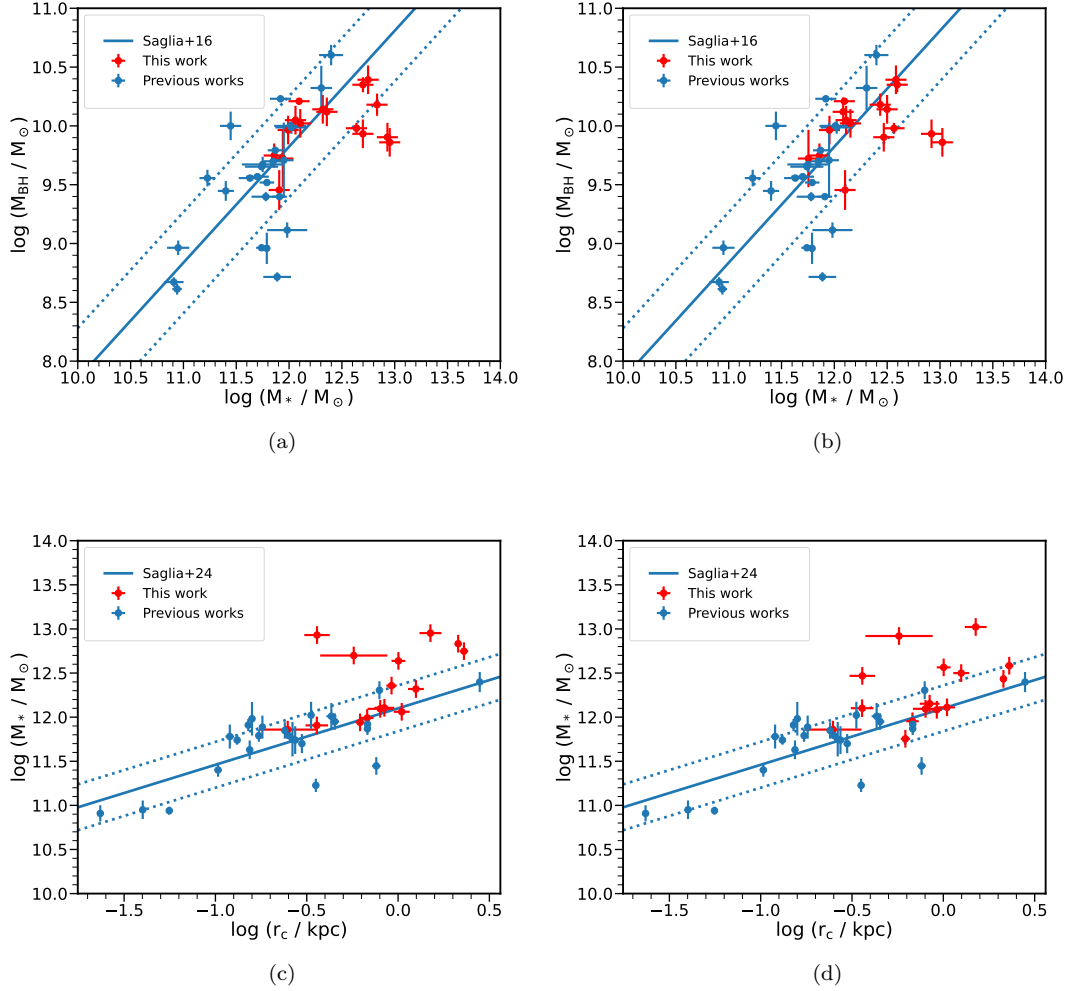 11.0
10.5
10.0
9.5
9.0
8.5
8.0
log (M_BH / M_⊙)
Saglia+16
This work
Previous works
10.0 10.5 11.0 11.5 12.0 12.5 13.0 13.5 14.0
log (M_* / M_⊙)
(a)
11.0
10.5
10.0
9.5
9.0
8.5
8.0
log (M_BH / M_⊙)
Saglia+16
This work
Previous works
10.0 10.5 11.0 11.5 12.0 12.5 13.0 13.5 14.0
log (M_* / M_⊙)
(b)
14.0
13.5
13.0
12.5
12.0
11.5
11.0
10.5
10.0
log (M_* / M_⊙)
Saglia+24
This work
Previous works
−1.5 −1.0 −0.5 0.0 0.5
log (r_c / kpc)
(c)
14.0
13.5
13.0
12.5
12.0
11.5
11.0
10.5
10.0
log (M_* / M_⊙)
Saglia+24
This work
Previous works
−1.5 −1.0 −0.5 0.0 0.5
log (r_c / kpc)
(d)